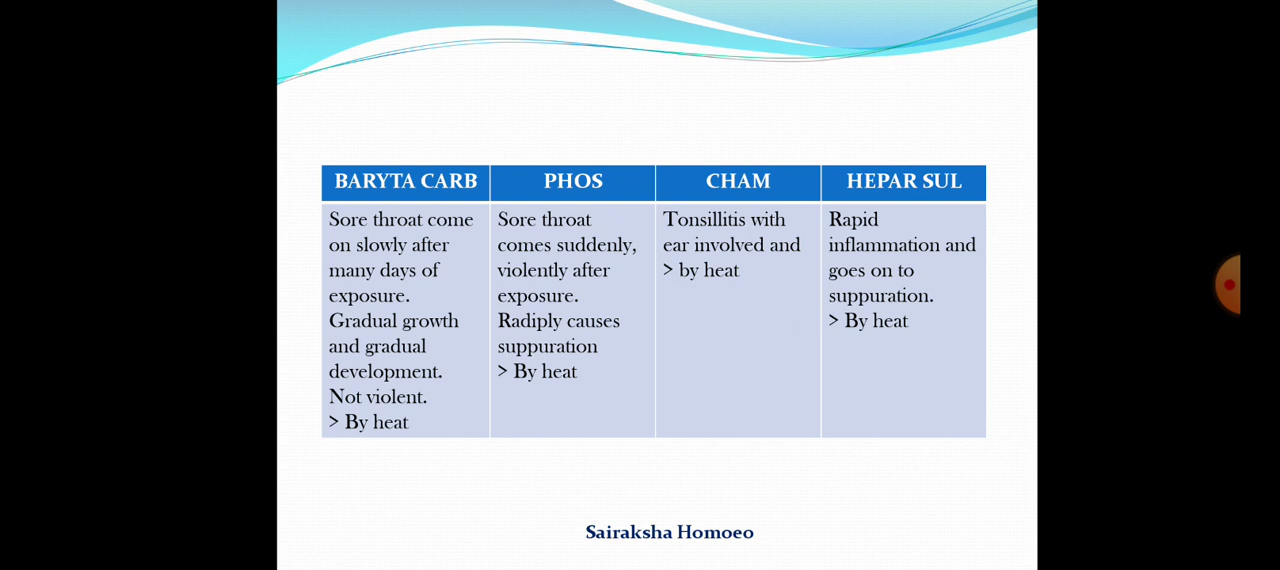 BARYTA CARB
PHOS
CHAM
HEPAR SUL
Sore throat come
on slowly after
many days of
exposure.
Gradual growth
and gradual
development.
Not violent.
> By heat
Sore throat
comes suddenly,
violently after
exposure.
Radiply causes
suppuration
> By heat
Tonsillitis with
ear involved and
> by heat
Rapid
inflammation and
goes on to
suppuration.
> By heat
Sairaksha Homoeo